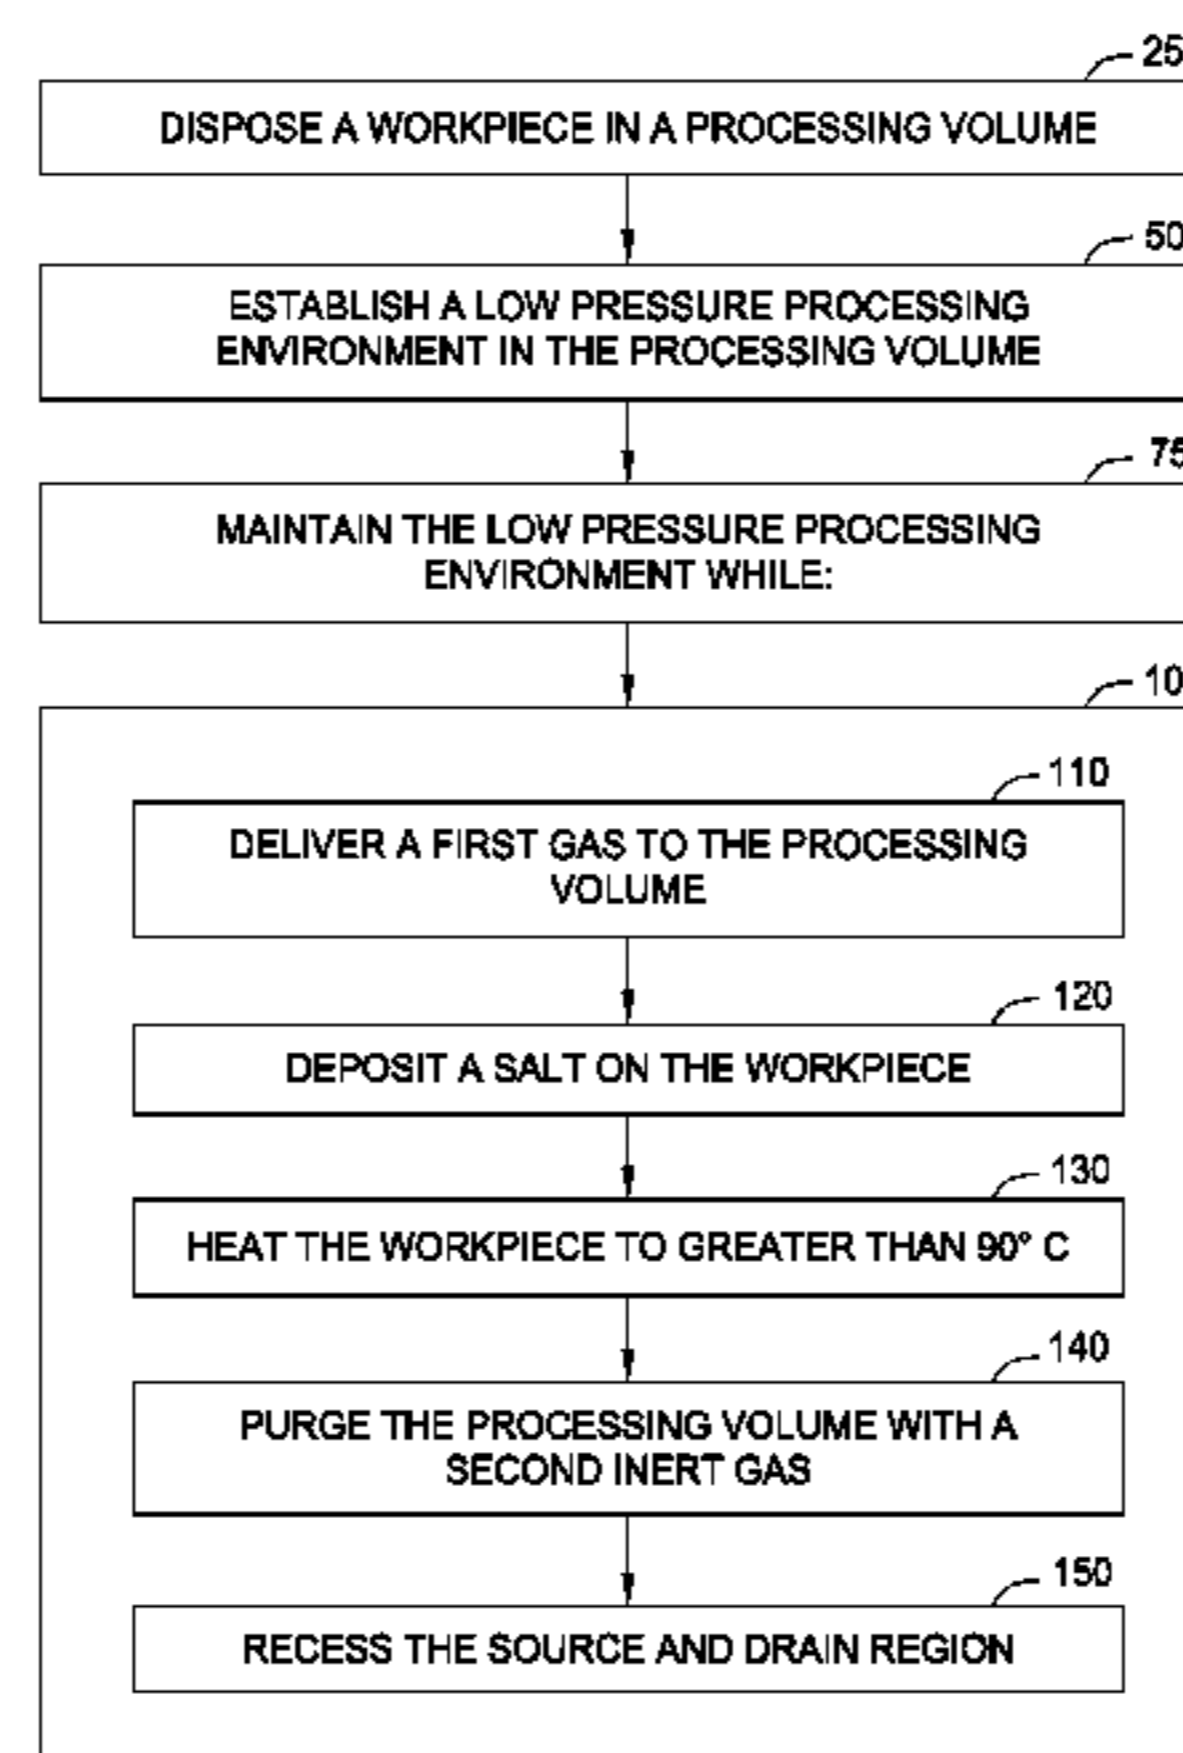 25
DISPOSE A WORKPIECE IN A PROCESSING VOLUME
50
ESTABLISH A LOW PRESSURE PROCESSING
ENVIRONMENT IN THE PROCESSING VOLUME
75
MAINTAIN THE LOW PRESSURE PROCESSING
ENVIRONMENT WHILE:
10
110
DELIVER A FIRST GAS TO THE PROCESSING
VOLUME
120
DEPOSIT A SALT ON THE WORKPIECE
130
HEAT THE WORKPIECE TO GREATER THAN 90° C
140
PURGE THE PROCESSING VOLUME WITH A
SECOND INERT GAS
150
RECESS THE SOURCE AND DRAIN REGION